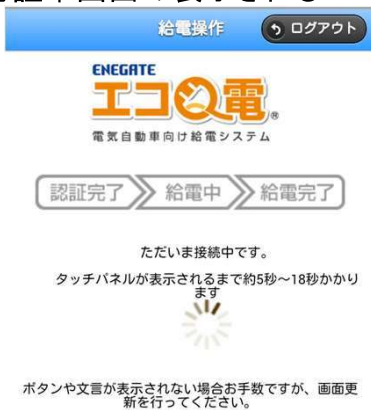 給電操作
ログアウト
ENEGATE
エコQ電®
電気自動車向け給電システム
認証完了
給電中
給電完了
ただいま接続中です。
タッチパネルが表示されるまで約5秒～18秒かかり
ます
ボタンや文言が表示されない場合お手数ですが、画面更
新を行ってください。